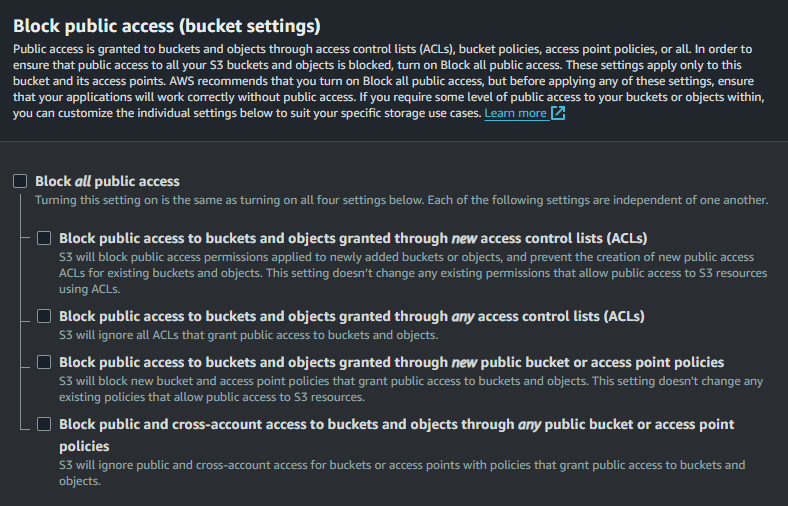 Block public access (bucket settings)
Public access is granted to buckets and objects through access control lists (ACLs), bucket policies, access point policies, or all. In order to
ensure that public access to all your S3 buckets and objects is blocked, turn on Block all public access. These settings apply only to this
bucket and its access points. AWS recommends that you turn on Block all public access, but before applying any of these settings, ensure
that your applications will work correctly without public access. If you require some level of public access to your buckets or objects within,
you can customize the individual settings below to suit your specific storage use cases. Learn more
Block all public access
Turning this setting on is the same as turning on all four settings below. Each of the following settings are independent of one another.
Block public access to buckets and objects granted through new access control lists (ACLs)
S3 will block public access permissions applied to newly added buckets or objects, and prevent the creation of new public access
ACLs for existing buckets and objects. This setting doesn't change any existing permissions that allow public access to S3 resources
using ACLs.
Block public access to buckets and objects granted through any access control lists (ACLs)
S3 will ignore all ACLs that grant public access to buckets and objects.
Block public access to buckets and objects granted through new public bucket or access point policies
S3 will block new bucket and access point policies that grant public access to buckets and objects. This setting doesn't change any
existing policies that allow public access to S3 resources.
Block public and cross-account access to buckets and objects through any public bucket or access point
policies
S3 will ignore public and cross-account access for buckets or access points with policies that grant public access to buckets and
objects.